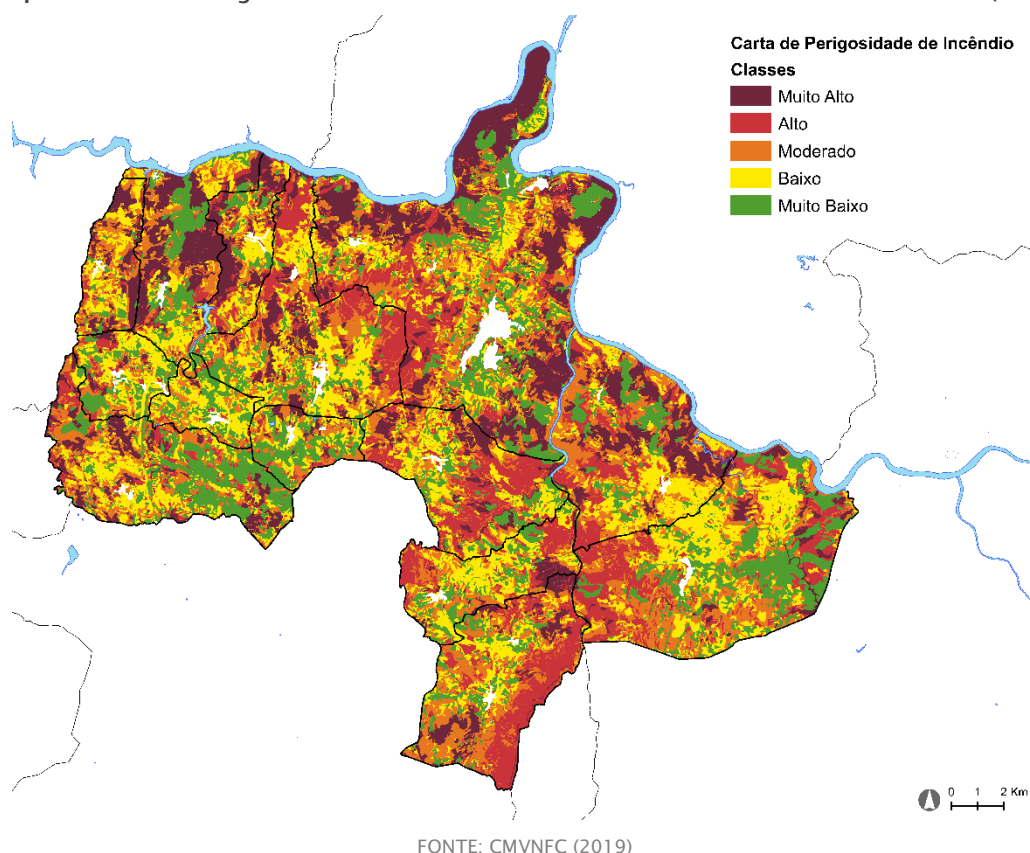 Carta de Perigosidade de Incêndio
Classes
Muito Alto
Alto
Moderado
Baixo
Muito Baixo
0 1 2 Km
FONTE: CMVNFC (2019)